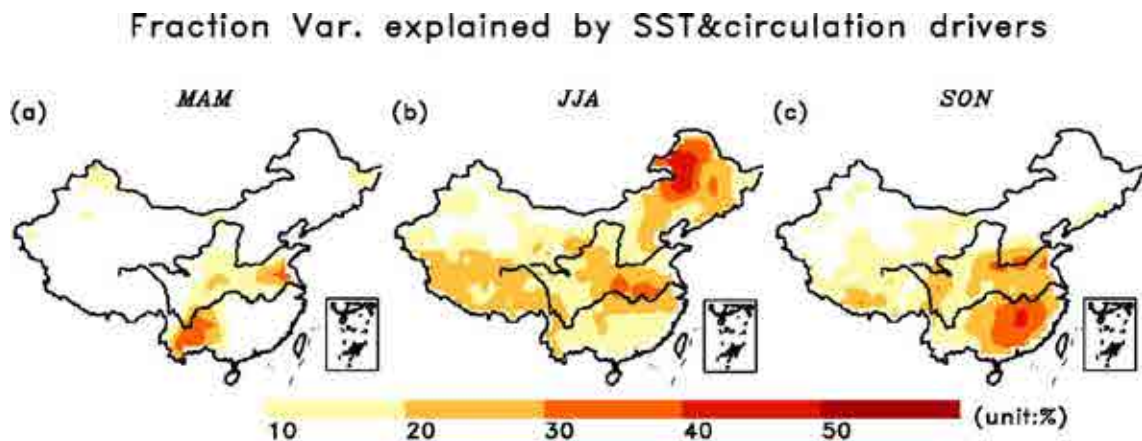 Fraction Var. explained by SST&circulation drivers
(a) MAM (b) JJA (c) SON
10 20 30 40 50 (unit:%)